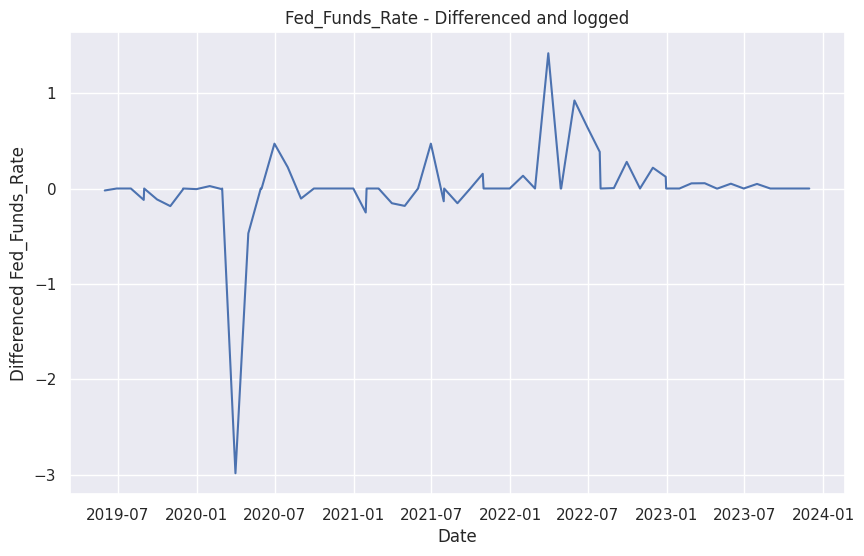 Fed_Funds_Rate - Differenced and logged
Differenced Fed_Funds_Rate
1
0
−1
−2
−3
2019-07 2020-01 2020-07 2021-01 2021-07 2022-01 2022-07 2023-01 2023-07 2024-01
Date